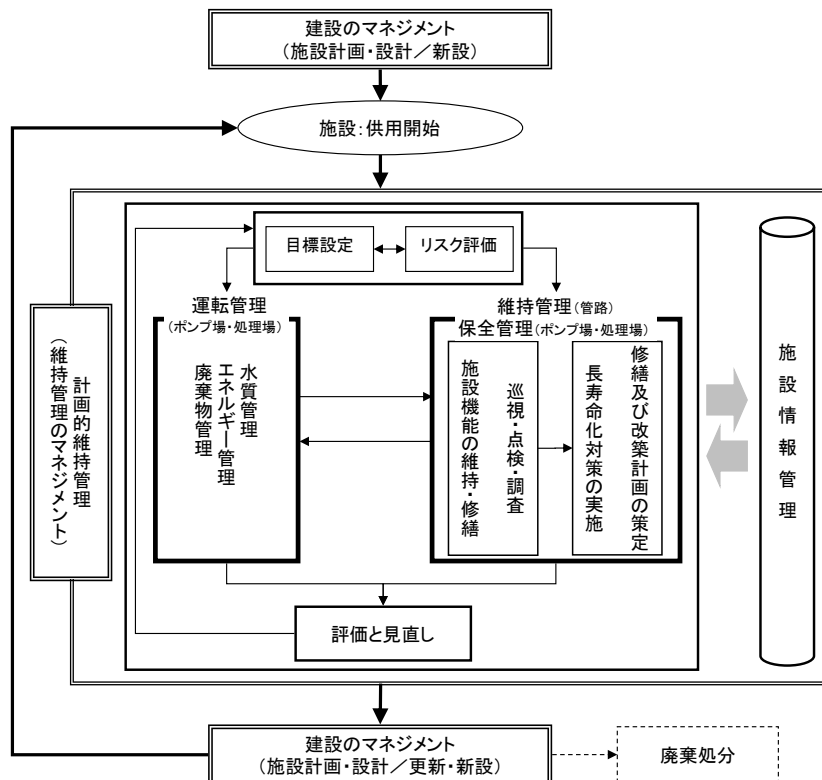 建設のマネジメント
(施設計画・設計／新設)
施設：供用開始
目標設定
リスク評価
運転管理
(ポンプ場・処理場)
維持管理(管路)
保全管理(ポンプ場・処理場)
計画的維持管理
(維持管理のマネジメント)
水質管理
エネルギー管理
廃棄物管理
巡視・点検・調査
施設機能の維持・修繕
修繕及び改築計画の策定
長寿命化対策の実施
施設情報管理
評価と見直し
建設のマネジメント
(施設計画・設計／更新・新設)
廃棄処分